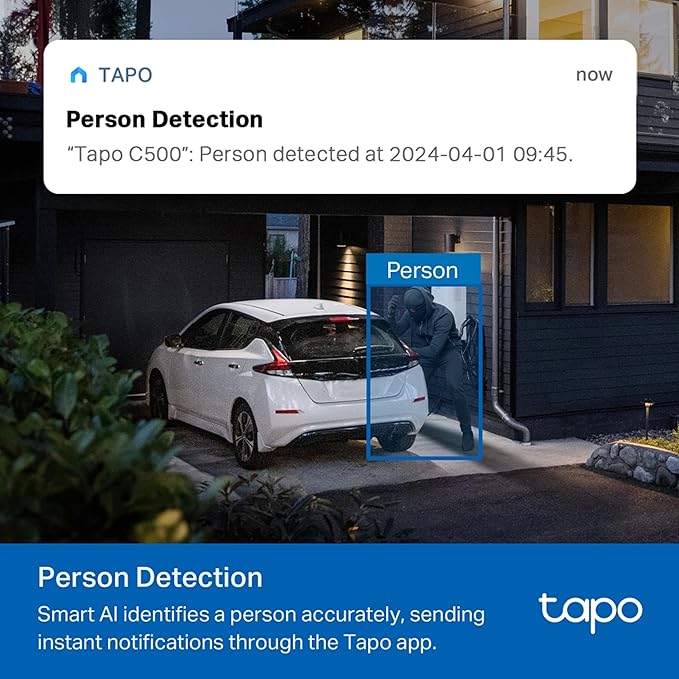 TAPO
now
Person Detection
“Tapo C500”: Person detected at 2024-04-01 09:45.
Person
Person Detection
Smart AI identifies a person accurately, sending
instant notifications through the Tapo app.
tapo